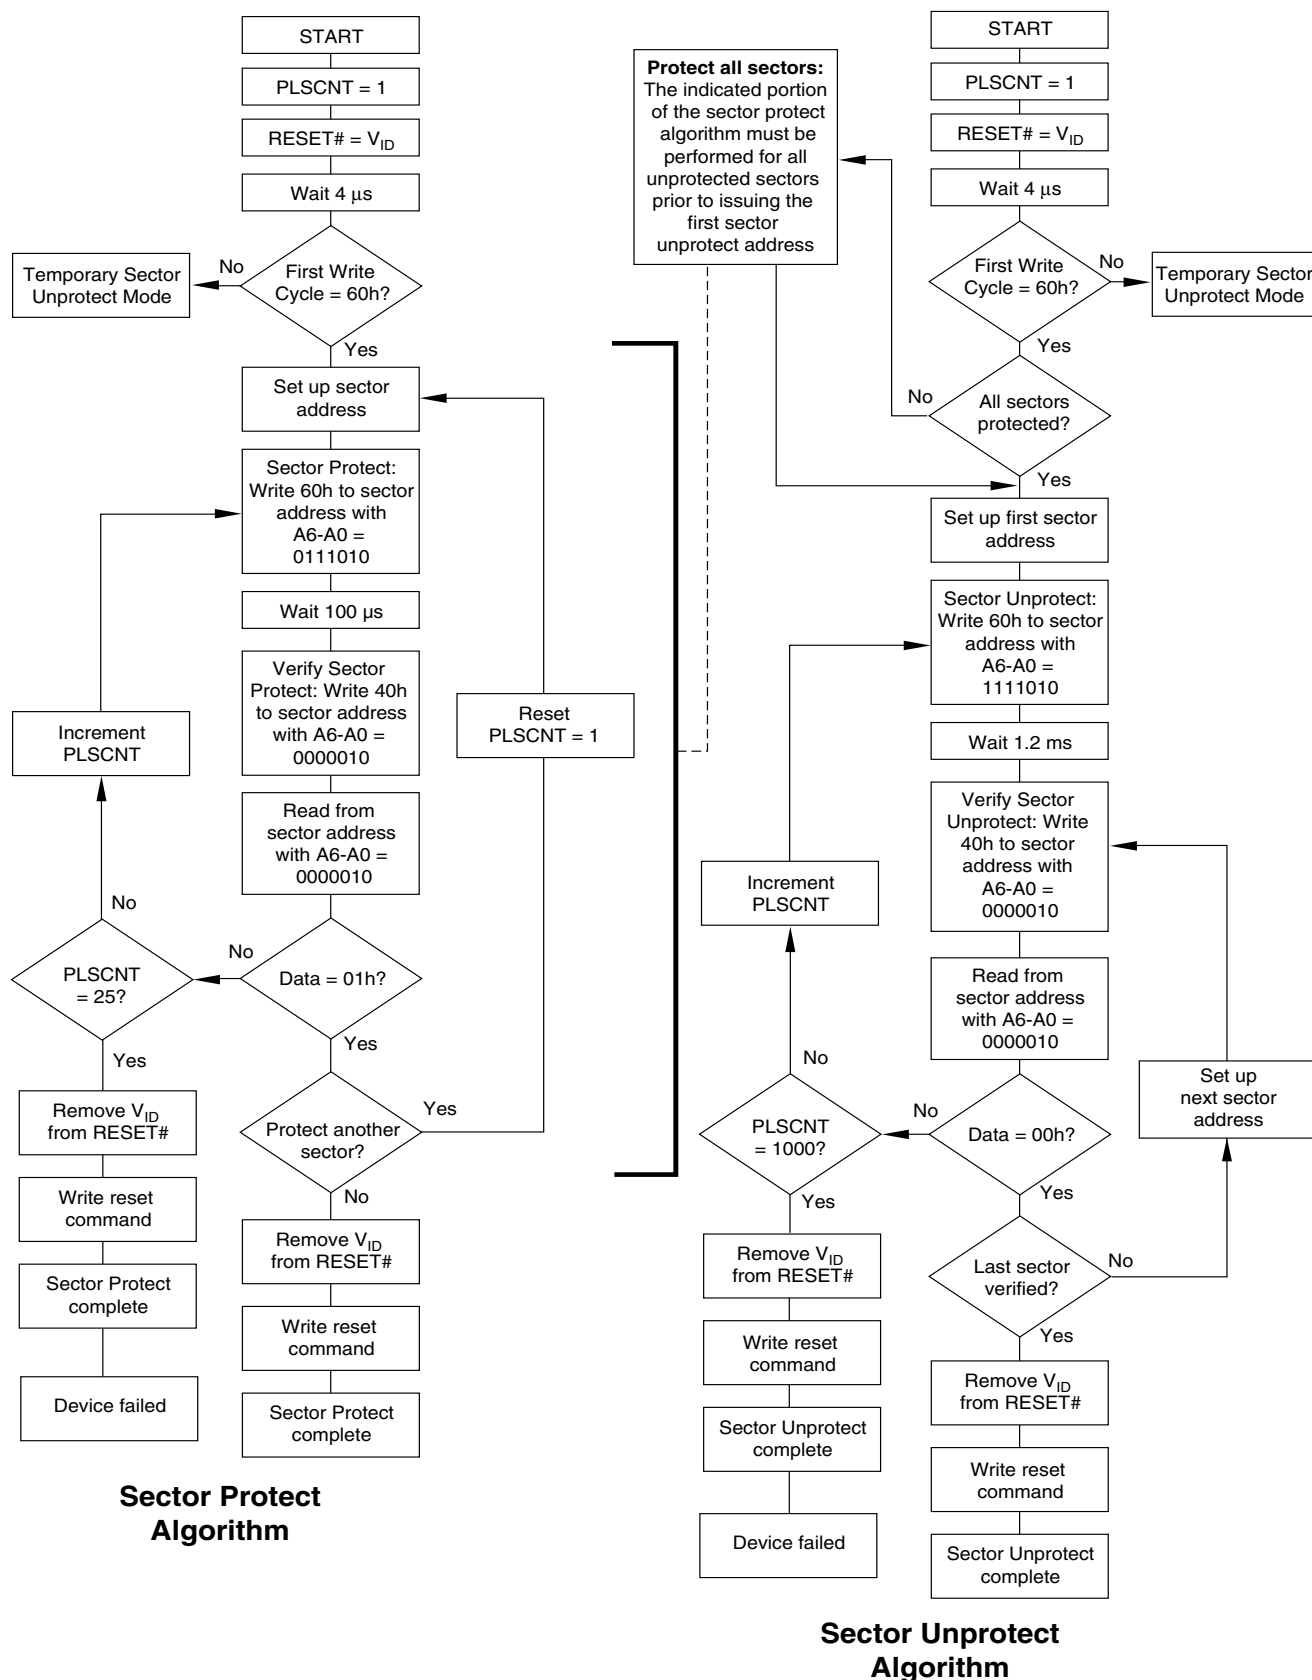 START
PLSCNT = 1
RESET# = VID
Wait 4 μs
First Write
Cycle = 60h?
No
Temporary Sector
Unprotect Mode
Yes
Set up sector
address
Sector Protect:
Write 60h to sector
address with
A6-A0 =
0111010
Wait 100 µs
Verify Sector
Protect: Write 40h
to sector address
with A6-A0 =
0000010
Read from
sector address
with A6-A0 =
0000010
Increment
PLSCNT
No
PLSCNT
= 25?
No
Data = 01h?
Yes
Yes
Remove VID
from RESET#
Write reset
command
Sector Protect
complete
Device failed
Protect another
sector?
Yes
Reset
PLSCNT = 1
No
Remove VID
from RESET#
Write reset
command
Sector Protect
complete
Sector Protect
Algorithm
Protect all sectors:
The indicated portion
of the sector protect
algorithm must be
performed for all
unprotected sectors
prior to issuing the
first sector
unprotect address
START
PLSCNT = 1
RESET# = VID
Wait 4 μs
First Write
Cycle = 60h?
No
Temporary Sector
Unprotect Mode
Yes
No
All sectors
protected?
Yes
Set up first sector
address
Sector Unprotect:
Write 60h to sector
address with
A6-A0 =
1111010
Wait 1.2 ms
Verify Sector
Unprotect: Write
40h to sector
address with
A6-A0 =
0000010
Increment
PLSCNT
Read from
sector address
with A6-A0 =
0000010
No
Set up
next sector
address
PLSCNT
= 1000?
No
Data = 00h?
Yes
Yes
Remove VID
from RESET#
Write reset
command
Sector Unprotect
complete
Device failed
Last sector
verified?
No
Yes
Remove VID
from RESET#
Write reset
command
Sector Unprotect
complete
Sector Unprotect
Algorithm